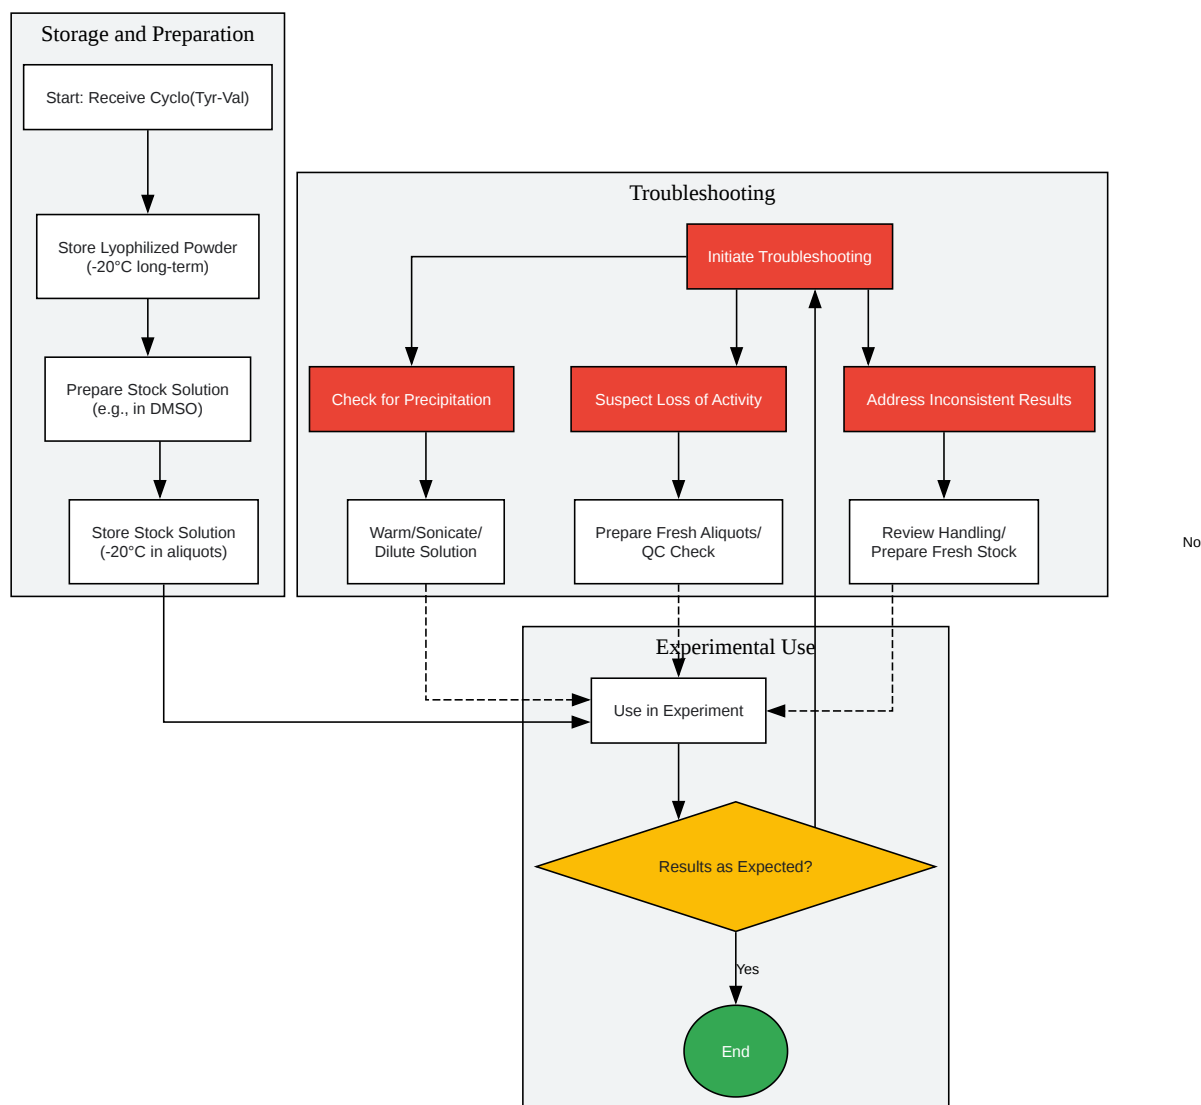 Storage and Preparation
Start: Receive Cyclo(Tyr-Val)
Store Lyophilized Powder
(-20°C long-term)
Prepare Stock Solution
(e.g., in DMSO)
Store Stock Solution
(-20°C in aliquots)
Troubleshooting
Initiate Troubleshooting
Check for Precipitation
Suspect Loss of Activity
Address Inconsistent Results
Warm/Sonicate/
Dilute Solution
Prepare Fresh Aliquots/
QC Check
Review Handling/
Prepare Fresh Stock
No
Experimental Use
Use in Experiment
Results as Expected?
Yes
End